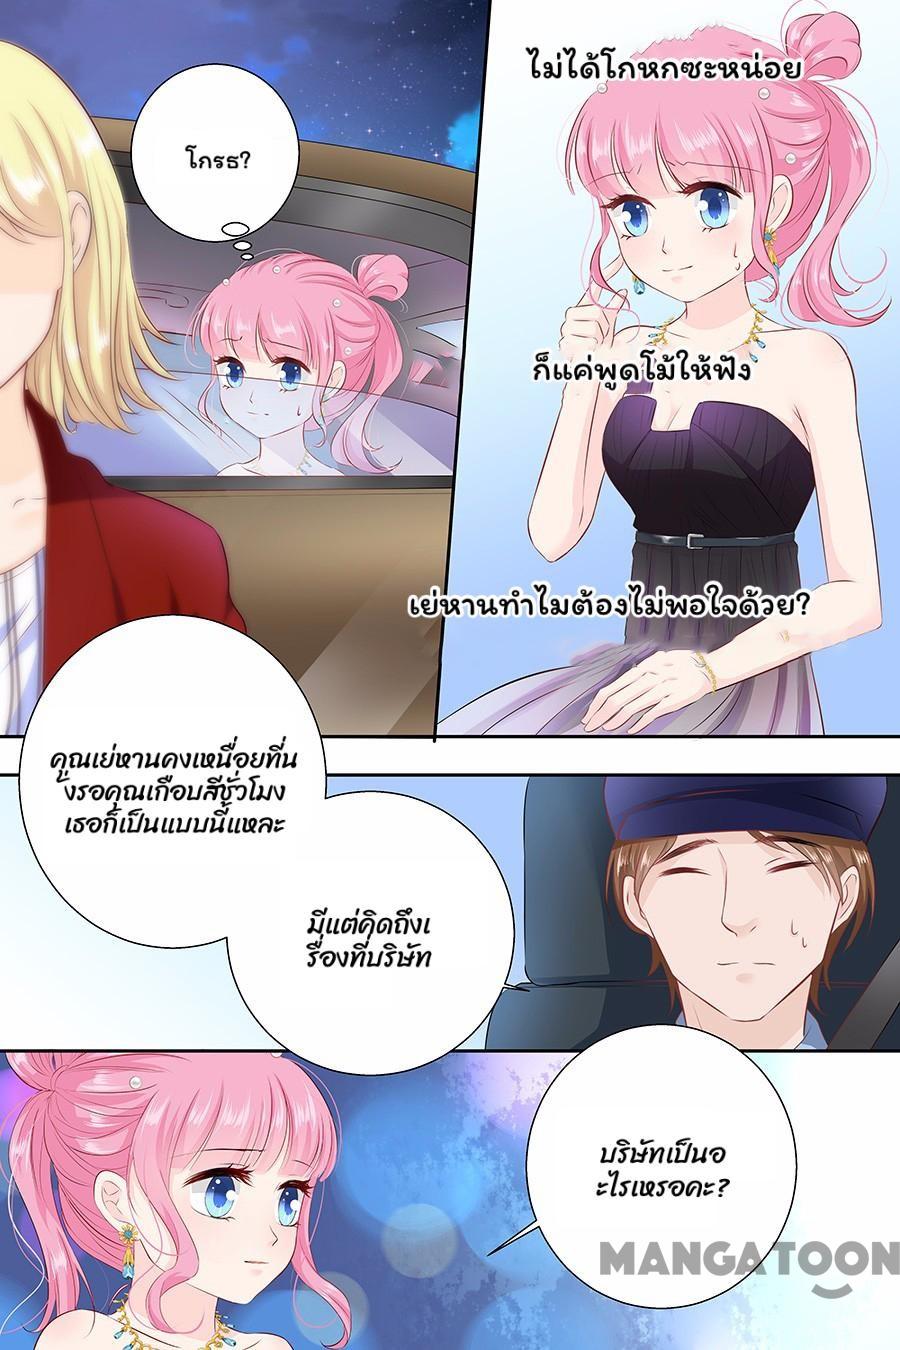 โกรธ?
ไม่ได้โกหกซะหน่อย
ก็แค่พูดโม้ให้ฟัง
เย่หานทำไมต้องไม่พอใจด้วย?
คุณเย่หานคงเหนื่อยที่น
ั่งรอคุณเกือบสี่ชั่วโมง
เธอก็เป็นแบบนี้แหละ
มีแต่คิดถึงเ
รื่องที่บริษัท
บริษัทเป็นอ
ะไรเหรอคะ?
MANGATOON